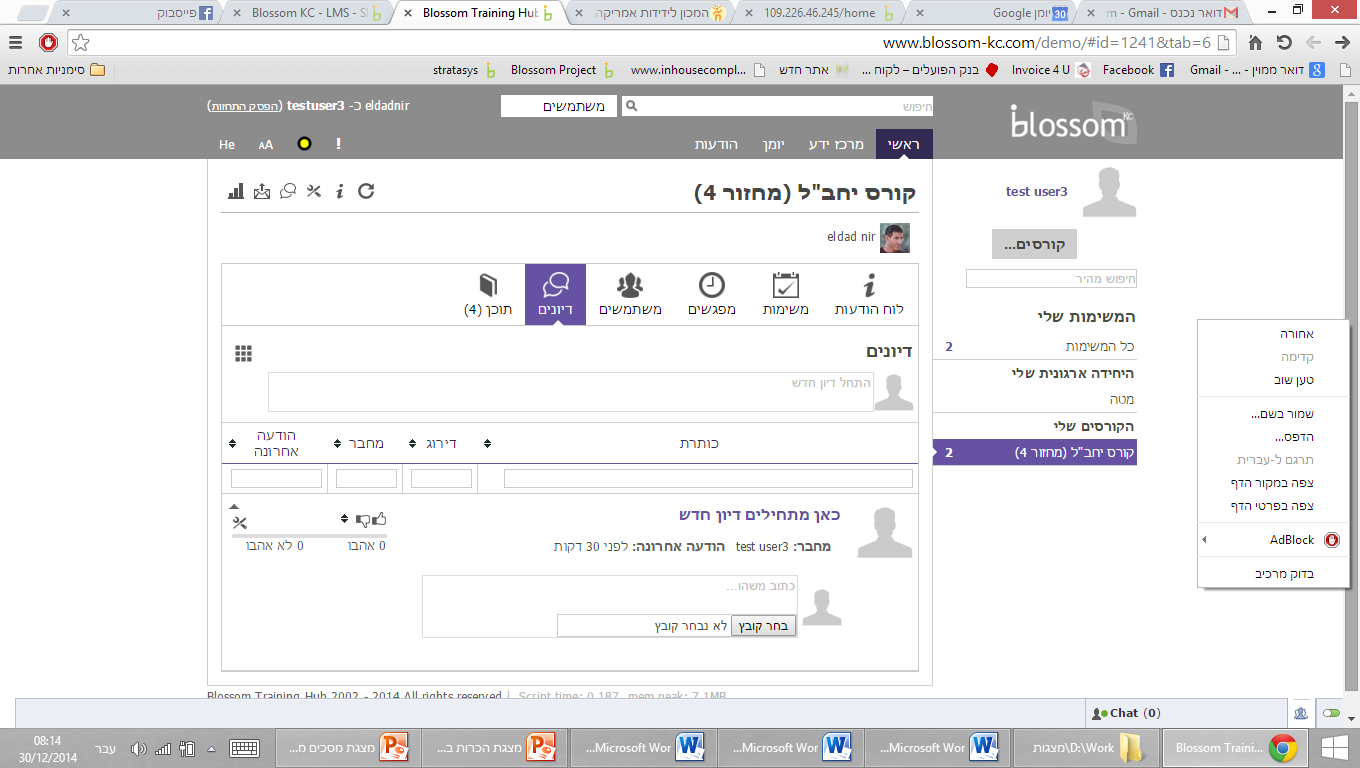 דואר נכנס - Gmail - m
יומן Google
109.226.46.245/home
המכון לידידות אמריקה
Blossom Training Hub
Blossom KC - LMS - S
פייסבוק
www.blossom-kc.com/demo/#id=1241&tab=6
דואר ממוין - ... - Gmail
Facebook
Invoice 4 U
בנק הפועלים – לקוח ...
אתר חדש
www.inhousecompl...
Blossom Project
stratasys
סימניות אחרות
blossom KC
חיפוש
משתמשים
eldadnir כ- testuser3 (הפסק התחזות)
ראשי
מרכז ידע
יומן
הודעות
!
AA
He
test user3
קורסים...
חיפוש מהיר
המשימות שלי
כל המשימות 2
היחידה ארגונית שלי
מטה
הקורסים שלי
קורס יחב"ל (מחזור 4) 2
קורס יחב"ל (מחזור 4)
eldad nir
לוח הודעות
משימות
מפגשים
משתמשים
דיונים
תוכן (4)
דיונים
התחל דיון חדש
כותרת
דירוג
מחבר
הודעה אחרונה
כאן מתחילים דיון חדש
מחבר: test user3 הודעה אחרונה: לפני 30 דקות
0 אהבו
0 לא אהבו
כתוב משהו...
בחר קובץ לא נבחר קובץ
Blossom Training Hub 2002 - 2014 All rights reserved | Script time: 0.187 mem peak: 7.1MB
אחורה
קדימה
טען שוב
שמור בשם...
הדפס...
תרגם ל-עברית
צפה במקור הדף
צפה בפרטי הדף
AdBlock
בדוק מרכיב
Chat (0)
Blossom Traini...
D:\Work\מצגות
Microsoft Wor...
Microsoft Wor...
Microsoft Wor...
מצגת הכרות ב...
מצגת מסכים מ...
עבר
08:14
30/12/2014